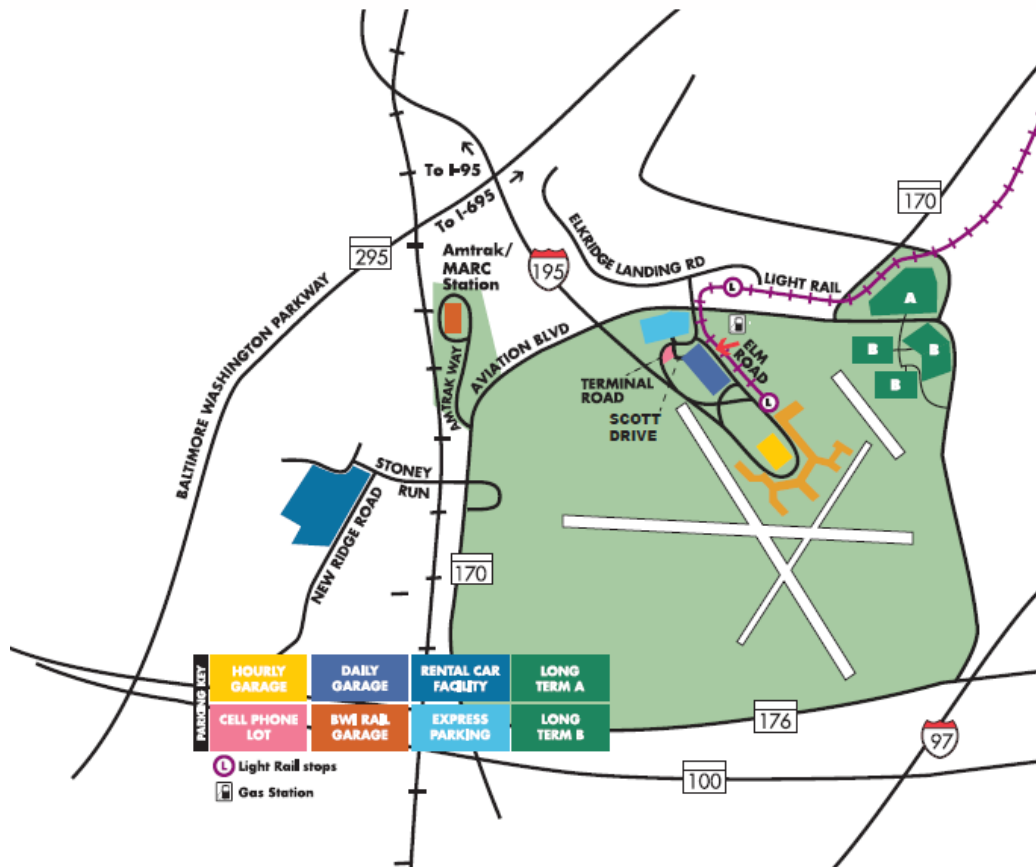 To I-95
To I-695
295
Amtrak/
MARC
Station
195
ELKRIDGE LANDING RD
LIGHT RAIL
170
A
L
B
B
B
BALTIMORE WASHINGTON PARKWAY
AMTRAK WAY
AVIATION BLVD
ELM
ROAD
TERMINAL
ROAD
L
SCOTT
DRIVE
STONEY
RUN
NEW RIDGE ROAD
170
PARKING KEY
HOURLY
GARAGE
DAILY
GARAGE
RENTAL CAR
FACILITY
LONG
TERM A
CELL PHONE
LOT
BWI RAIL
GARAGE
EXPRESS
PARKING
LONG
TERM B
L Light Rail stops
Gas Station
176
97
100